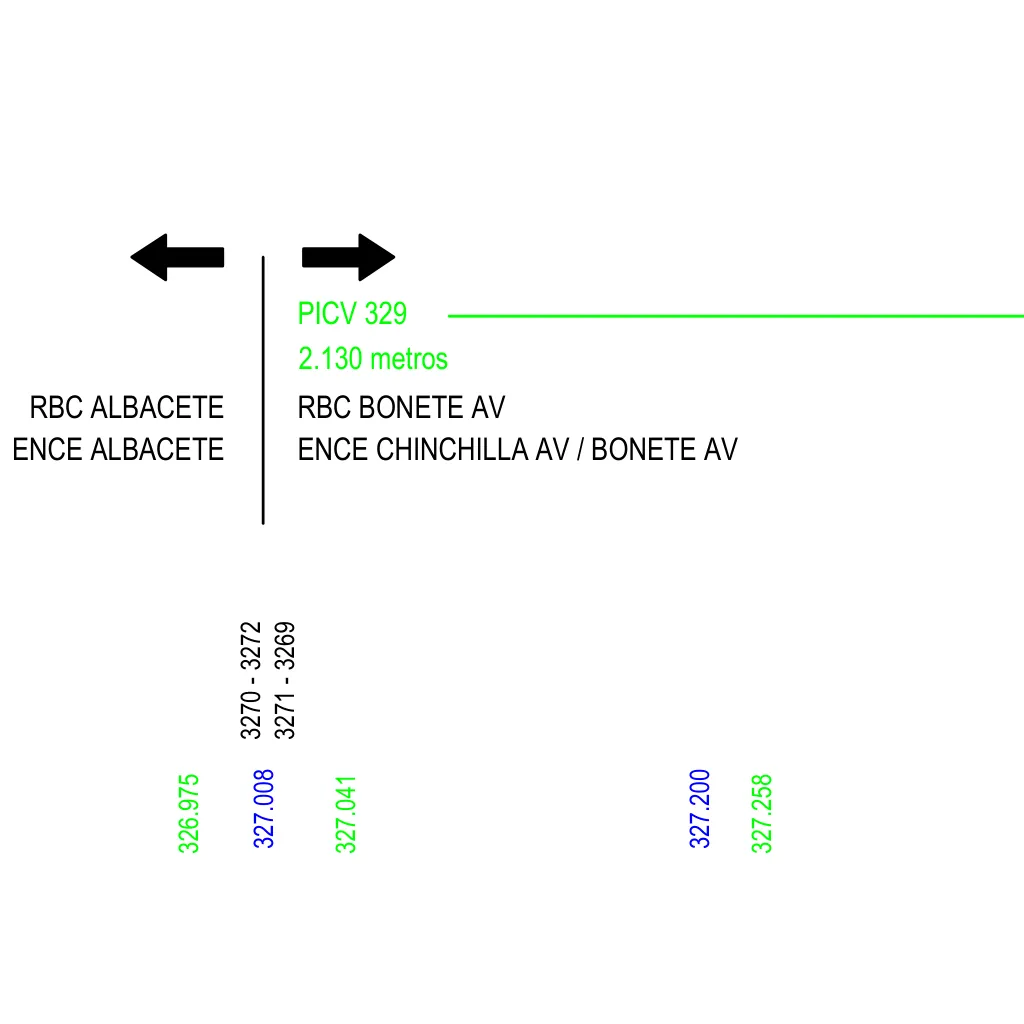 PICV 329
2.130 metros
RBC ALBACETE
ENCE ALBACETE
RBC BONETE AV
ENCE CHINCHILLA AV / BONETE AV
3270 - 3272
3271 - 3269
326.975
327.008
327.041
327.200
327.258